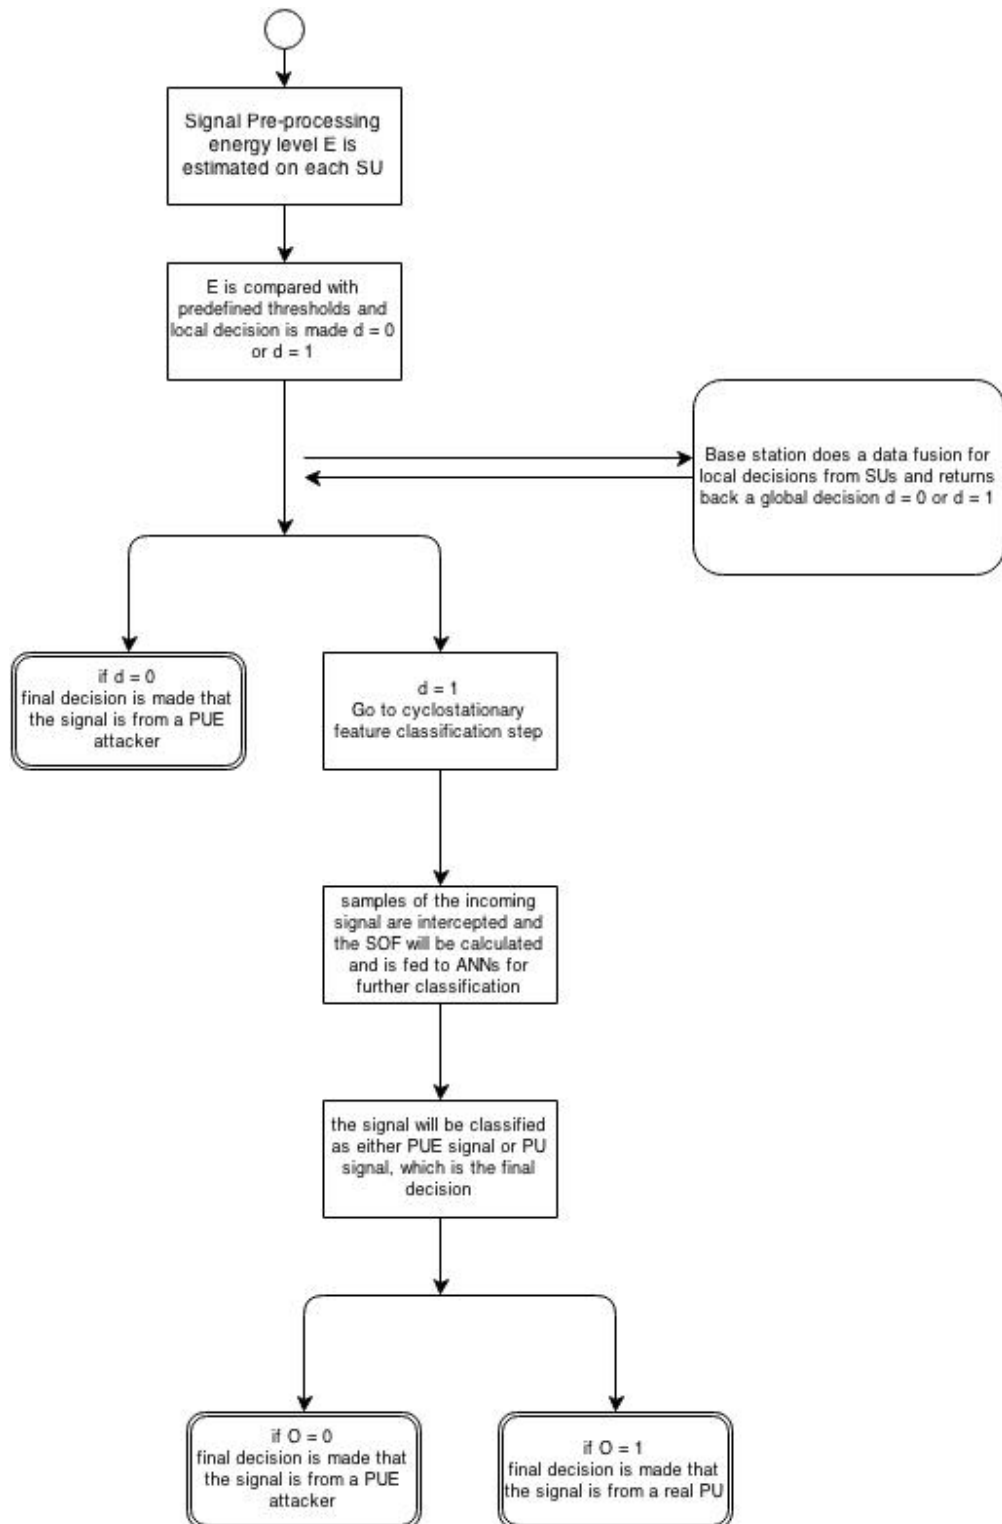 Signal Pre-processing
energy level E is
estimated on each SU
E is compared with
predefined thresholds and
local decision is made d = 0
or d = 1
Base station does a data fusion for
local decisions from SUs and returns
back a global decision d = 0 or d = 1
if d = 0
final decision is made that
the signal is from a PUE
attacker
d = 1
Go to cyclostationary
feature classification step
samples of the incoming
signal are intercepted and
the SOF will be calculated
and is fed to ANNs for
further classification
the signal will be classified
as either PUE signal or PU
signal, which is the final
decision
if O = 0
final decision is made that
the signal is from a PUE
attacker
if O = 1
final decision is made that
the signal is from a real PU